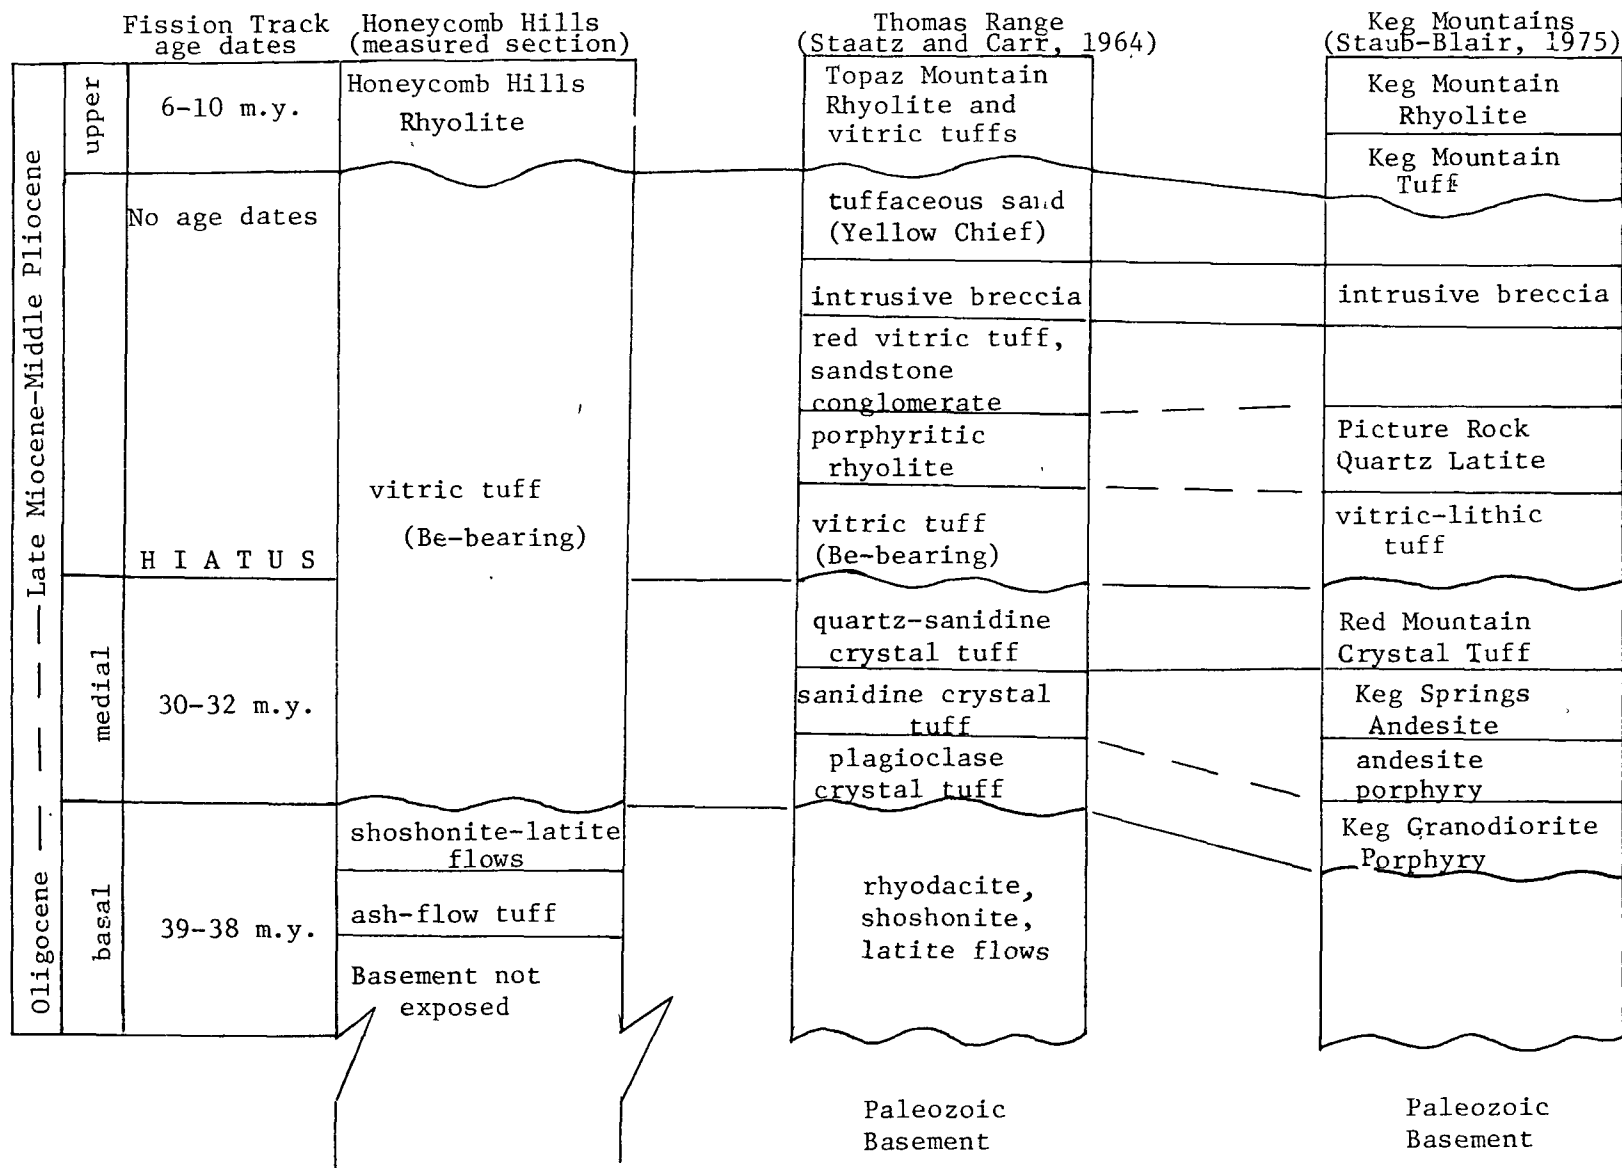 Fission Track
age dates
Honeycomb Hills
(measured section)
Thomas Range
(Staatz and Carr, 1964)
Keg Mountains
(Staub-Blair, 1975)
Oligocene — — — — — Late Miocene-Middle Pliocene
upper
medial
basal
6-10 m.y.
No age dates
H I A T U S
30-32 m.y.
39-38 m.y.
Honeycomb Hills
Rhyolite
vitric tuff
(Be-bearing)
shoshonite-latite
flows
ash-flow tuff
Basement not
exposed
Topaz Mountain
Rhyolite and
vitric tuffs
tuffaceous sand
(Yellow Chief)
intrusive breccia
red vitric tuff,
sandstone
conglomerate
porphyritic
rhyolite
vitric tuff
(Be-bearing)
quartz-sanidine
crystal tuff
sanidine crystal
tuff
plagioclase
crystal tuff
rhyodacite,
shoshonite,
latite flows
Paleozoic
Basement
Keg Mountain
Rhyolite
Keg Mountain
Tuff
intrusive breccia
Picture Rock
Quartz Latite
vitric-lithic
tuff
Red Mountain
Crystal Tuff
Keg Springs
Andesite
andesite
porphyry
Keg Granodiorite
Porphyry
Paleozoic
Basement